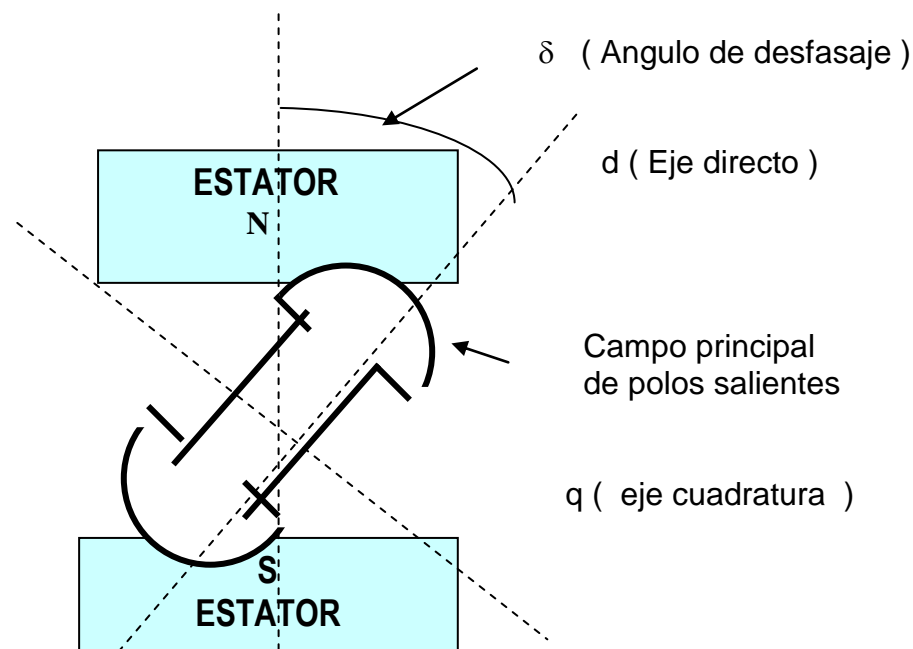 δ ( Angulo de desfasaje )
d ( Eje directo )
ESTATOR
N
Campo principal
de polos salientes
q ( eje cuadratura )
S
ESTATOR